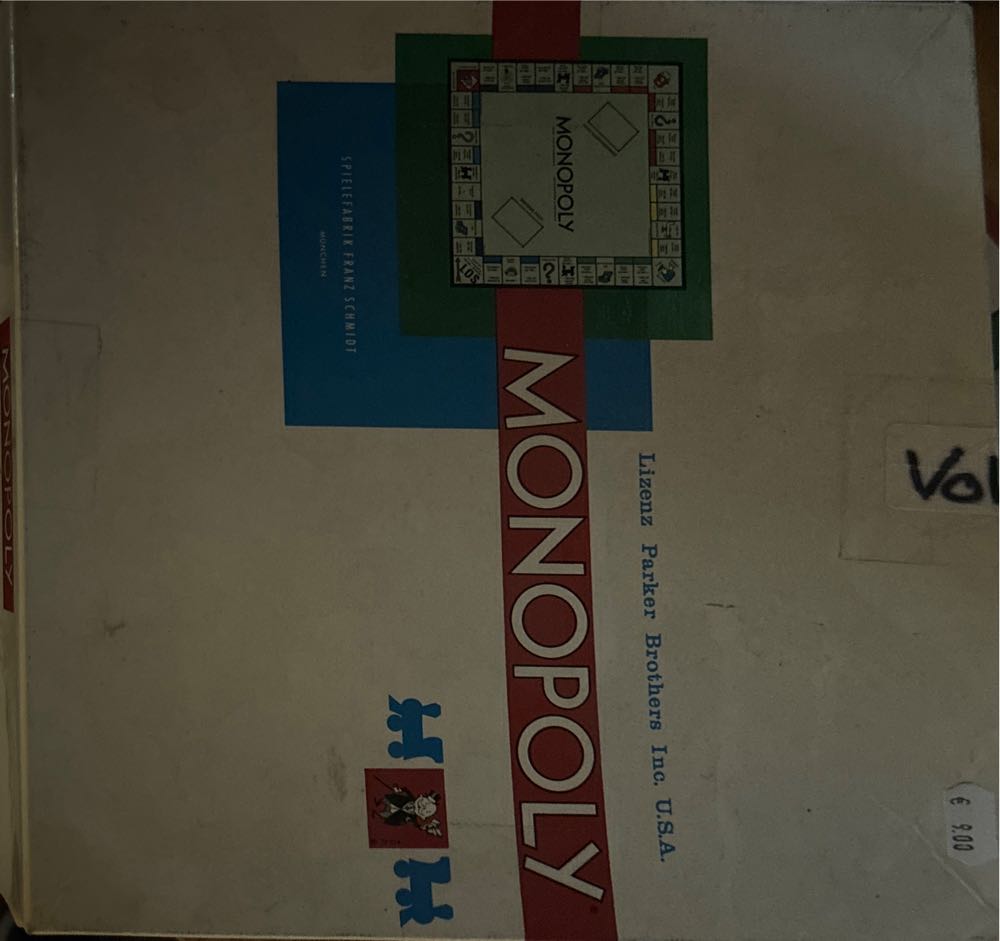 Vol
€ 9.00
Lizenz Parker Brothers Inc. U.S.A.
MONOPOLY
MONOPOLY
SPIELEFABRIK FRANZ SCHMIDT
MÜNCHEN
MONOPOLY